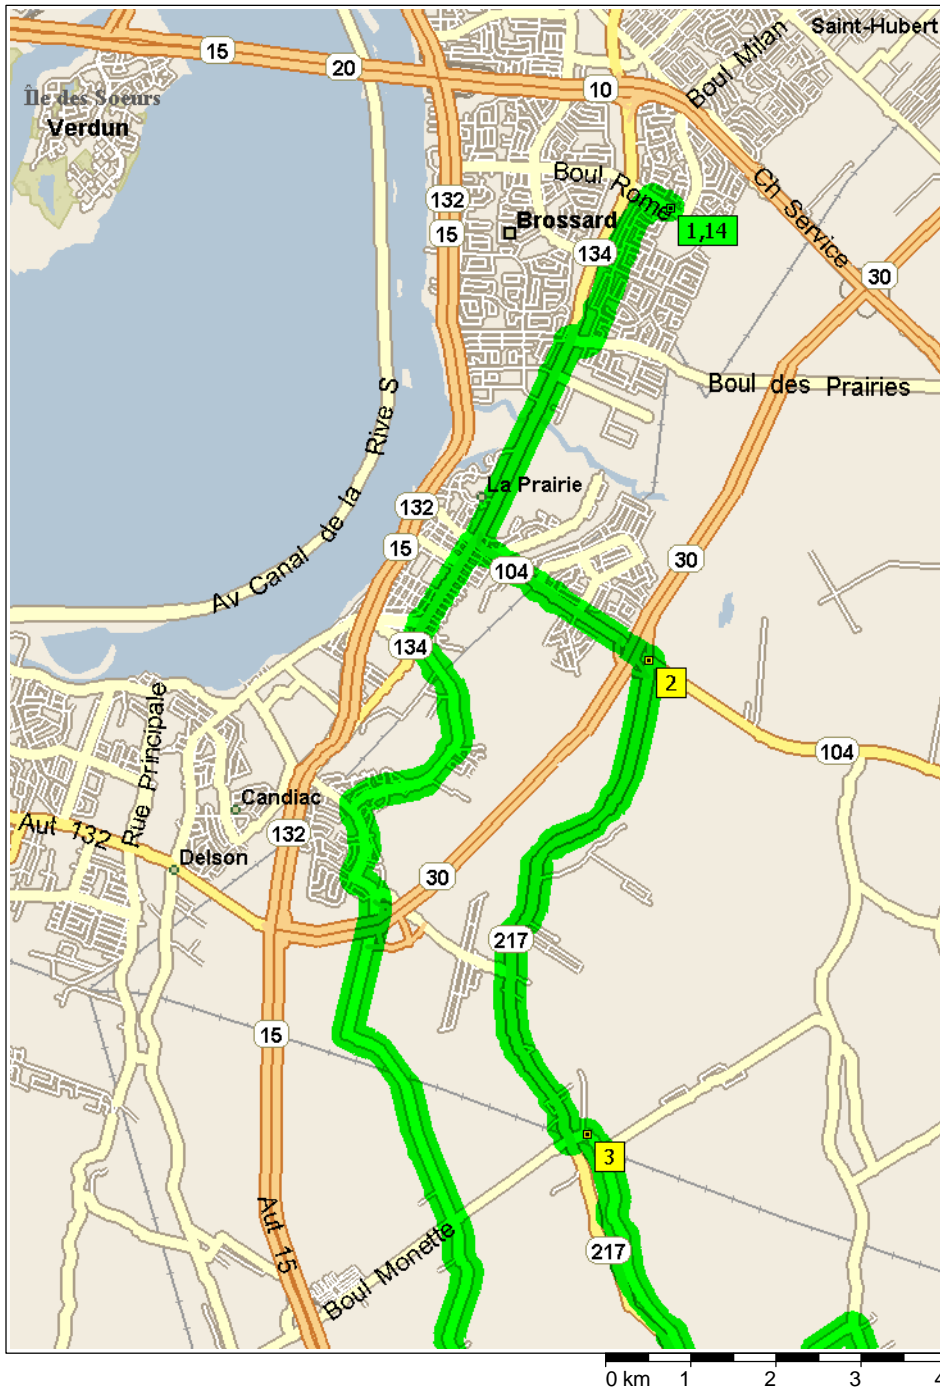 Saint-Hubert
Boul Milan
15
20
10
Île des Soeurs
Verdun
Boul Rome
Ch Service
132
15
Brossard
1,14
134
30
Boul des Prairies
Av Canal de la Rive S
La Prairie
132
15
104
30
134
2
Rue Principale
104
Candiac
Aut 132
132
Delson
30
217
15
3
Aut 15
Boul Monette
217
0 km 1 2 3 4